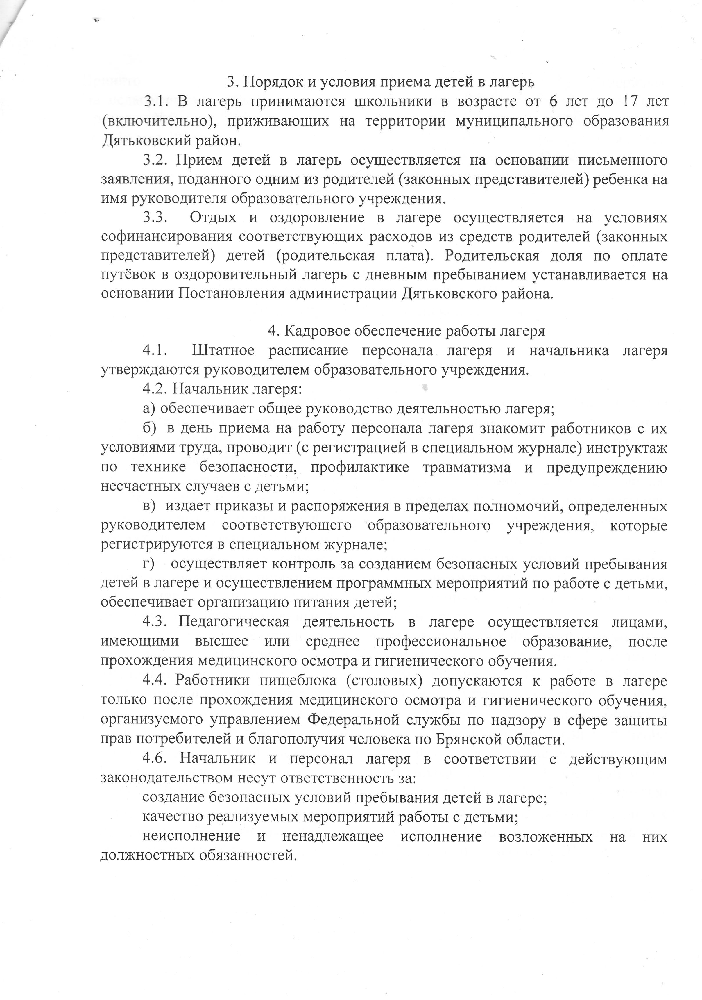 3. Порядок и условия приема детей в лагерь
3.1. В лагерь принимаются школьники в возрасте от 6 лет до 17 лет
(включительно), приживающих на территории муниципального образования
Дятьковский район.
3.2. Прием детей в лагерь осуществляется на основании письменного
заявления, поданного одним из родителей (законных представителей) ребенка на
имя руководителя образовательного учреждения.
3.3. Отдых и оздоровление в лагере осуществляется на условиях
софинансирования соответствующих расходов из средств родителей (законных
представителей) детей (родительская плата). Родительская доля по оплате
путёвок в оздоровительный лагерь с дневным пребыванием устанавливается на
основании Постановления администрации Дятьковского района.
4. Кадровое обеспечение работы лагеря
4.1. Штатное расписание персонала лагеря и начальника лагеря
утверждаются руководителем образовательного учреждения.
4.2. Начальник лагеря:
а) обеспечивает общее руководство деятельностью лагеря;
б) в день приема на работу персонала лагеря знакомит работников с их
условиями труда, проводит (с регистрацией в специальном журнале) инструктаж
по технике безопасности, профилактике травматизма и предупреждению
несчастных случаев с детьми;
в) издает приказы и распоряжения в пределах полномочий, определенных
руководителем соответствующего образовательного учреждения, которые
регистрируются в специальном журнале;
г) осуществляет контроль за созданием безопасных условий пребывания
детей в лагере и осуществлением программных мероприятий по работе с детьми,
обеспечивает организацию питания детей;
4.3. Педагогическая деятельность в лагере осуществляется лицами,
имеющими высшее или среднее профессиональное образование, после
прохождения медицинского осмотра и гигиенического обучения.
4.4. Работники пищеблока (столовых) допускаются к работе в лагере
только после прохождения медицинского осмотра и гигиенического обучения,
организуемого управлением Федеральной службы по надзору в сфере защиты
прав потребителей и благополучия человека по Брянской области.
4.6. Начальник и персонал лагеря в соответствии с действующим
законодательством несут ответственность за:
создание безопасных условий пребывания детей в лагере;
качество реализуемых мероприятий работы с детьми;
неисполнение и ненадлежащее исполнение возложенных на них
должностных обязанностей.